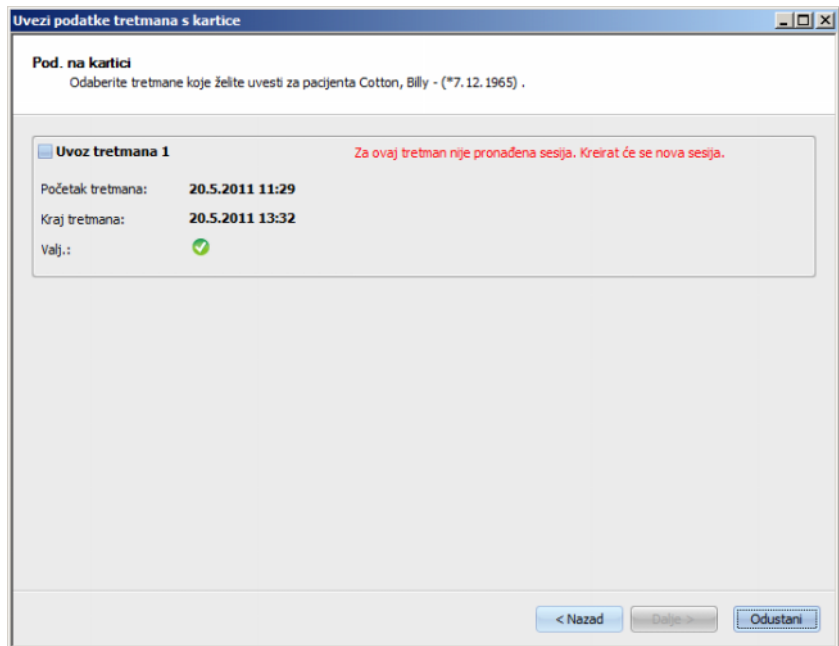 Uvezi podatke tretmana s kartice
Pod. na kartici
Odaberite tretmane koje želite uvesti za pacijenta Cotton, Billy - (*7.12.1965) .
Uvoz tretmana 1
Za ovaj tretman nije pronađena sesija. Kreirat će se nova sesija.
Početak tretmana: 20.5.2011 11:29
Kraj tretmana: 20.5.2011 13:32
Valj.:
< Nazad Dalje > Odustani